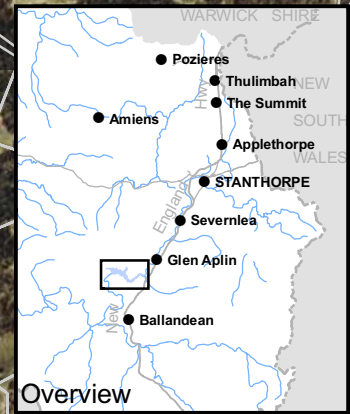 WARWICK SHIRE
Pozieres
Thulimbah
NEW
The Summit
SOUTH
Amiens
Applethorpe
WALES
STANTHORPE
Severnlea
Glen Aplin
Ballandean
New
England
Hwy
Overview